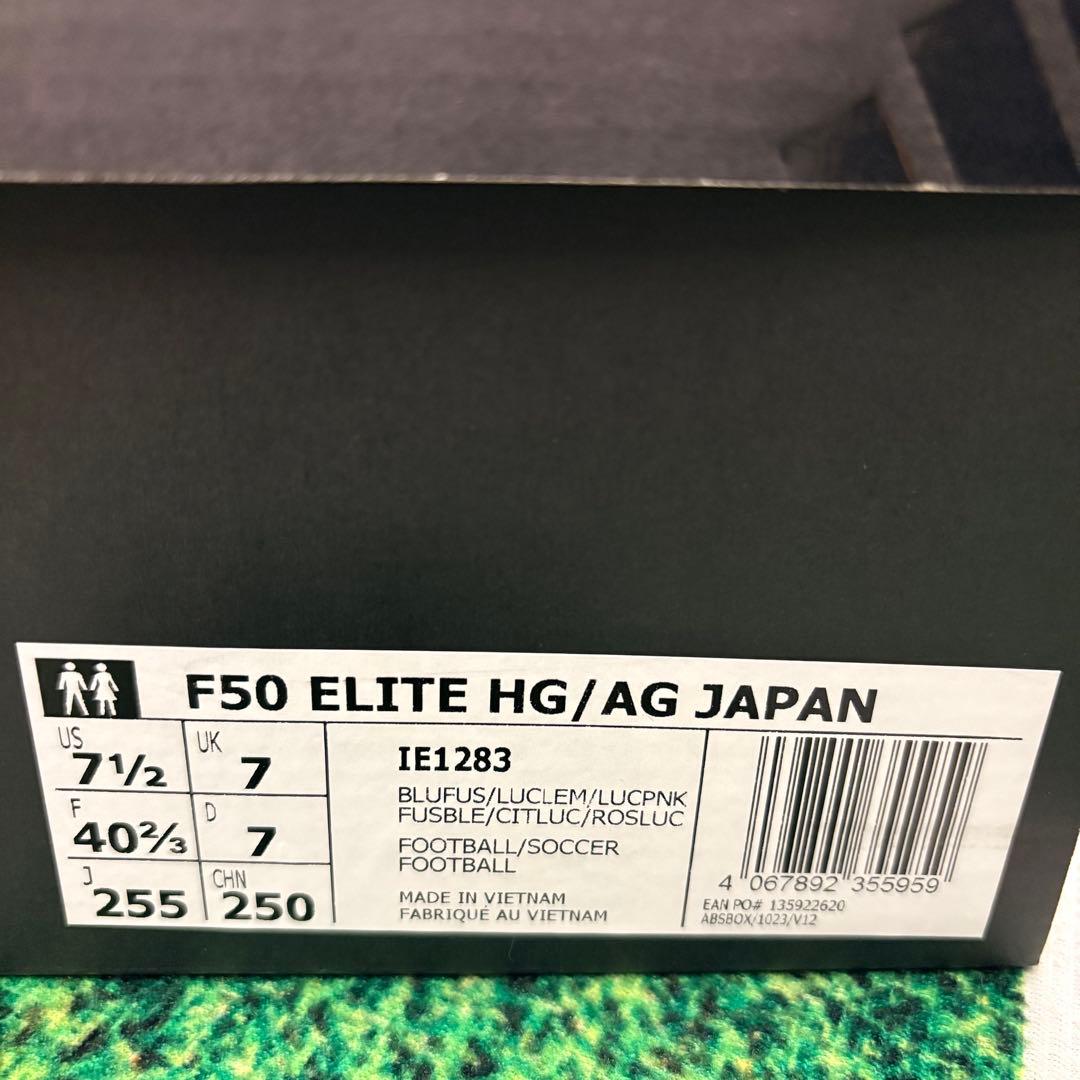 F50 ELITE HG/AG JAPAN
US 7½
UK 7
F 40⅔
D 7
J 255
CHN 250
IE1283
BLUFUS/LUCLEM/LUCPNK
FUSBLE/CITLUC/ROSLUC
FOOTBALL/SOCCER
FOOTBALL
MADE IN VIETNAM
FABRIQUÉ AU VIETNAM
4 067892 355959
EAN PO# 135922620
ABSBOX/1023/V12